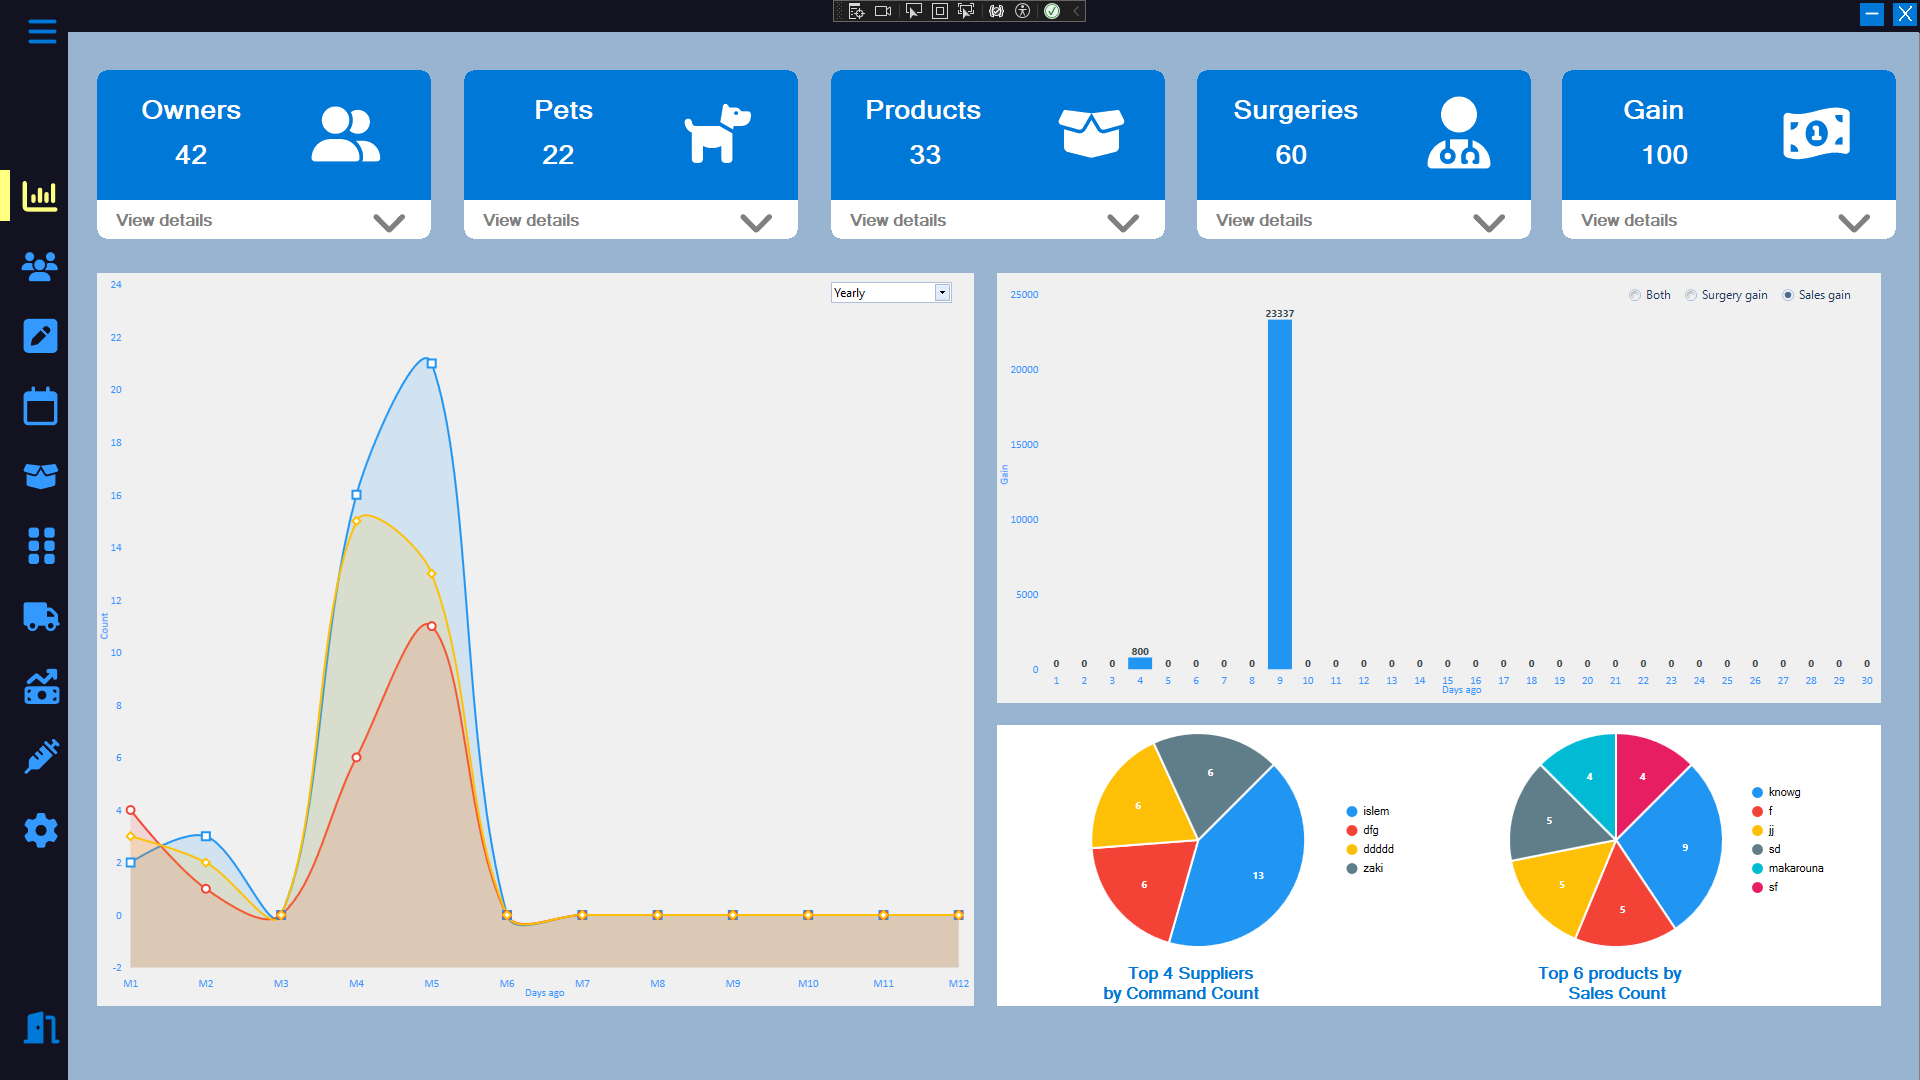 Owners
42
View details
Pets
22
View details
Products
33
View details
Surgeries
60
View details
Gain
1
100
View details
Yearly
24
22
20
18
16
14
12
10
8
6
4
2
0
-2
Count
M1 M2 M3 M4 M5 M6 M7 M8 M9 M10 M11 M12
Days ago
Both Surgery gain Sales gain
25000
20000
15000
10000
5000
0
Gain
23337
800
0 0 0 0 0 0 0 0 0 0 0 0 0 0 0 0 0 0 0 0 0 0 0 0 0 0 0 0
1 2 3 4 5 6 7 8 9 10 11 12 13 14 15 16 17 18 19 20 21 22 23 24 25 26 27 28 29 30
Days ago
6
6
6
13
islem
dfg
ddddd
zaki
Top 4 Suppliers
by Command Count
4
4
5
9
5
5
knowg
f
jj
sd
makarouna
sf
Top 6 products by
Sales Count